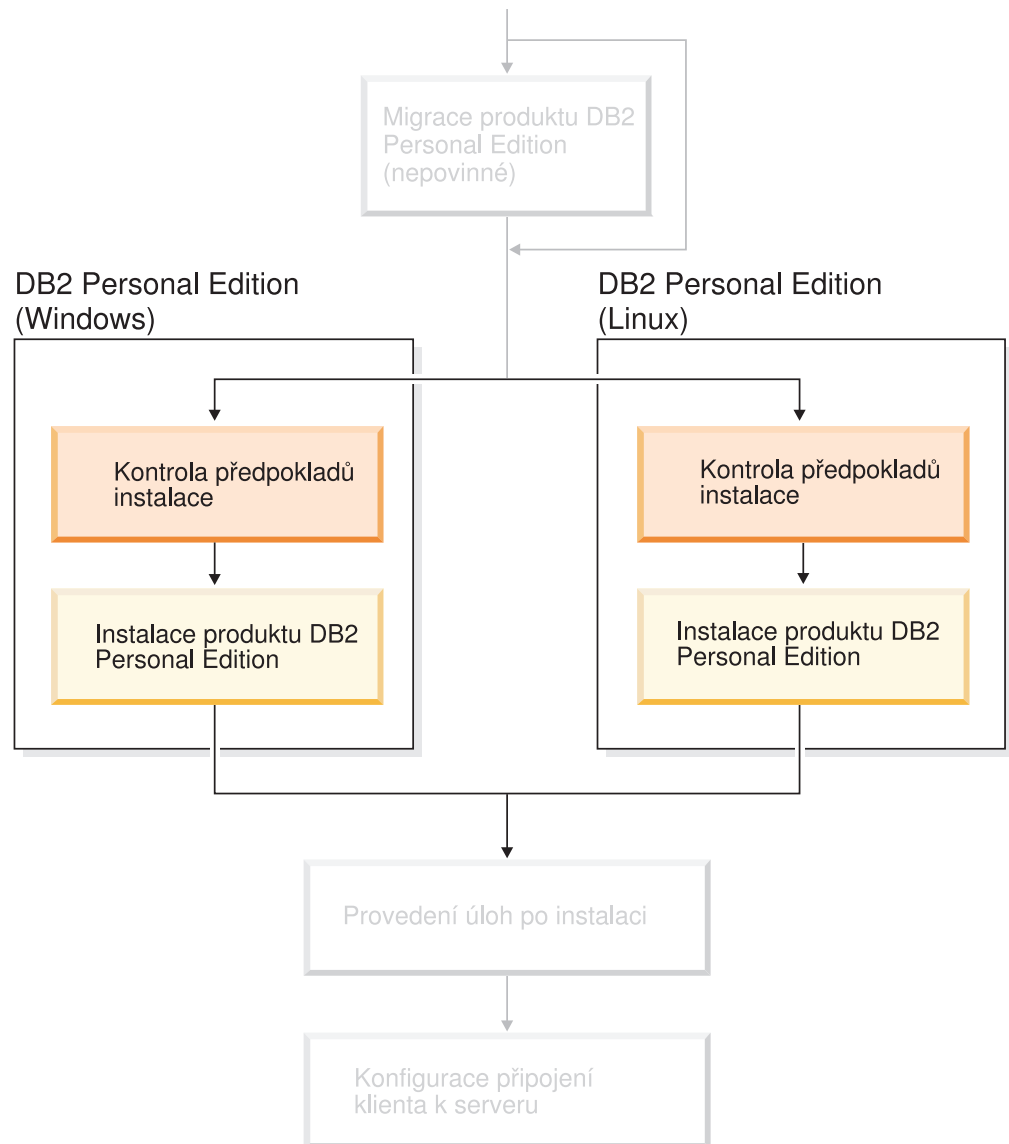 Migrace produktu DB2
Personal Edition
(nepovinné)
DB2 Personal Edition
(Windows)
DB2 Personal Edition
(Linux)
Kontrola předpokladů
instalace
Kontrola předpokladů
instalace
Instalace produktu DB2
Personal Edition
Instalace produktu DB2
Personal Edition
Provedení úloh po instalaci
Konfigurace připojení
klienta k serveru